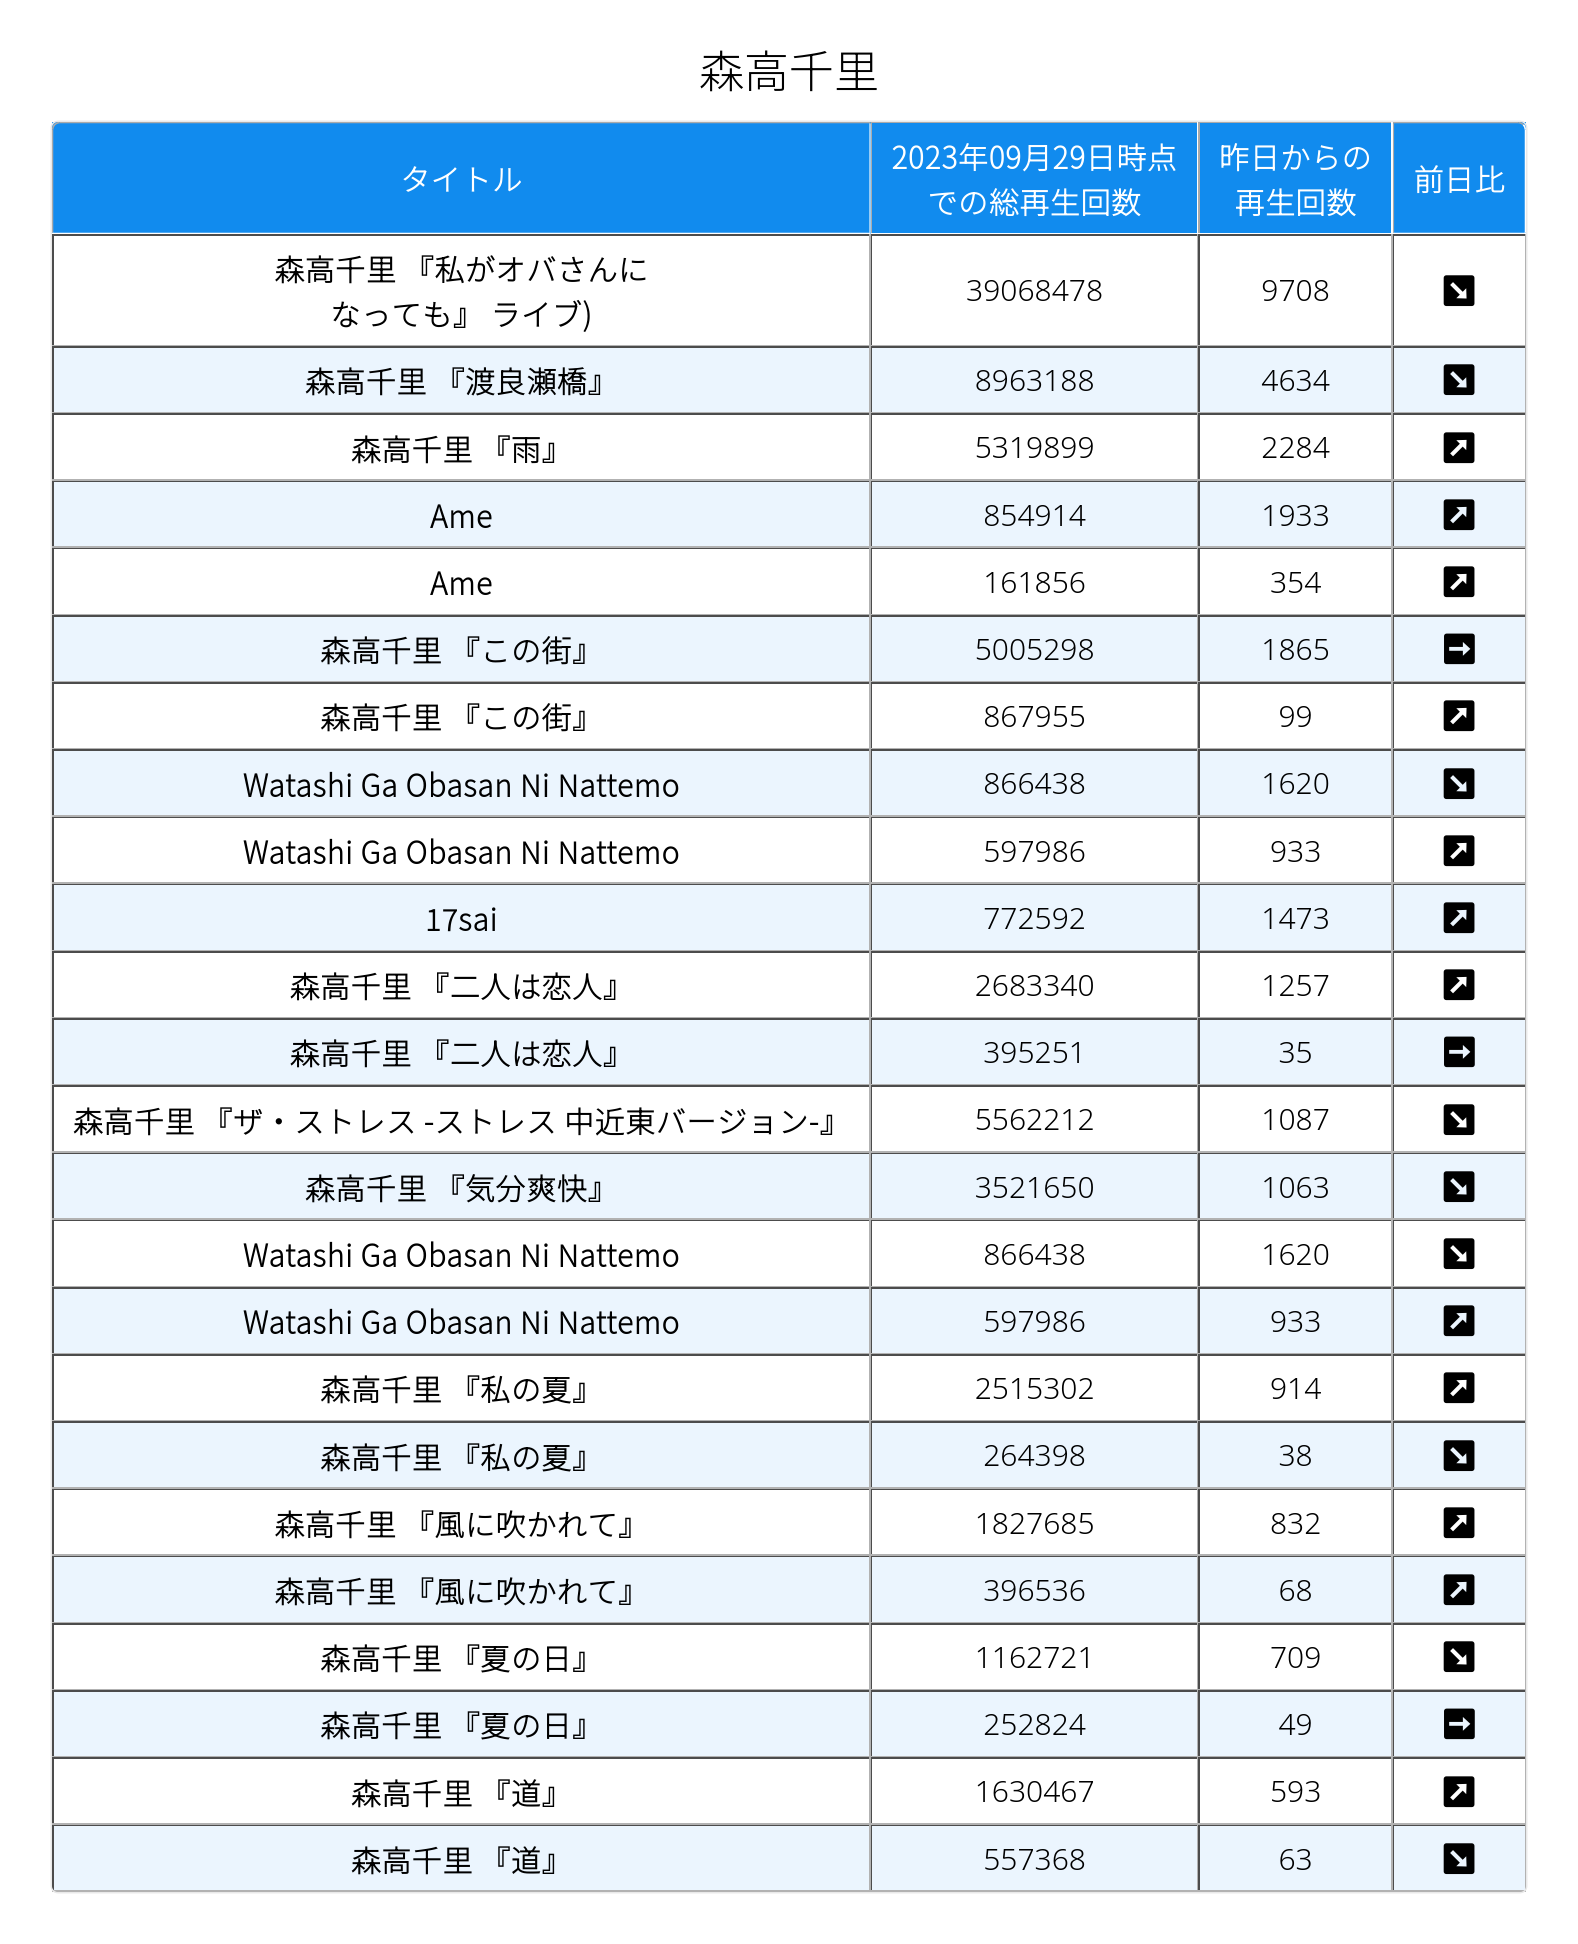 森高千里
タイトル 2023年09月29日時点 昨日からの 前日比
での総再生回数 再生回数
森高千里 『私がオバさんに
なっても』 ライブ) 39068478 9708 ↘
森高千里 『渡良瀬橋』 8963188 4634 ↘
森高千里 『雨』 5319899 2284 ↗
Ame 854914 1933 ↗
Ame 161856 354 ↗
森高千里 『この街』 5005298 1865 →
森高千里 『この街』 867955 99 ↗
Watashi Ga Obasan Ni Nattemo 866438 1620 ↘
Watashi Ga Obasan Ni Nattemo 597986 933 ↗
17sai 772592 1473 ↗
森高千里 『二人は恋人』 2683340 1257 ↗
森高千里 『二人は恋人』 395251 35 →
森高千里 『ザ・ストレス -ストレス 中近東バージョン-』 5562212 1087 ↘
森高千里 『気分爽快』 3521650 1063 ↘
Watashi Ga Obasan Ni Nattemo 866438 1620 ↘
Watashi Ga Obasan Ni Nattemo 597986 933 ↗
森高千里 『私の夏』 2515302 914 ↗
森高千里 『私の夏』 264398 38 ↘
森高千里 『風に吹かれて』 1827685 832 ↗
森高千里 『風に吹かれて』 396536 68 ↗
森高千里 『夏の日』 1162721 709 ↘
森高千里 『夏の日』 252824 49 →
森高千里 『道』 1630467 593 ↗
森高千里 『道』 557368 63 ↘